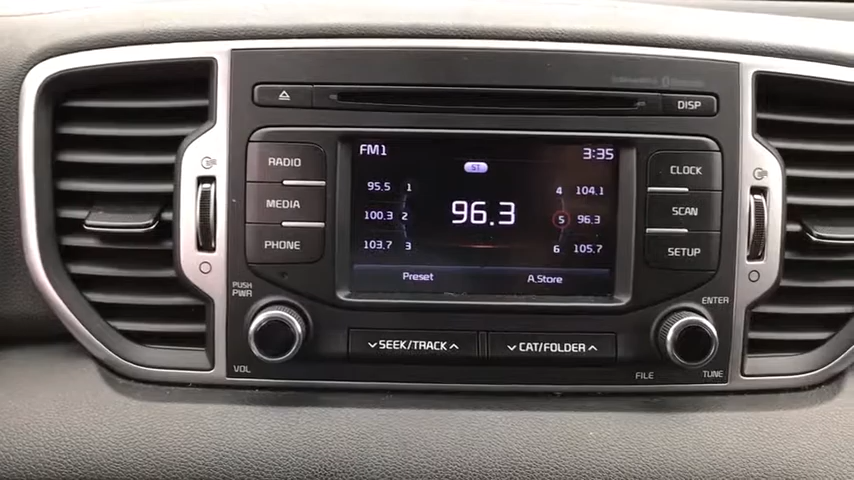 DISP
RADIO
MEDIA
PHONE
FM1
ST
3:35
95.5 1
100.3 2
103.7 3
96.3
4 104.1
5 96.3
6 105.7
Preset
A.Store
CLOCK
SCAN
SETUP
PUSH
PWR
VOL
SEEK/TRACK
CAT/FOLDER
ENTER
FILE
TUNE